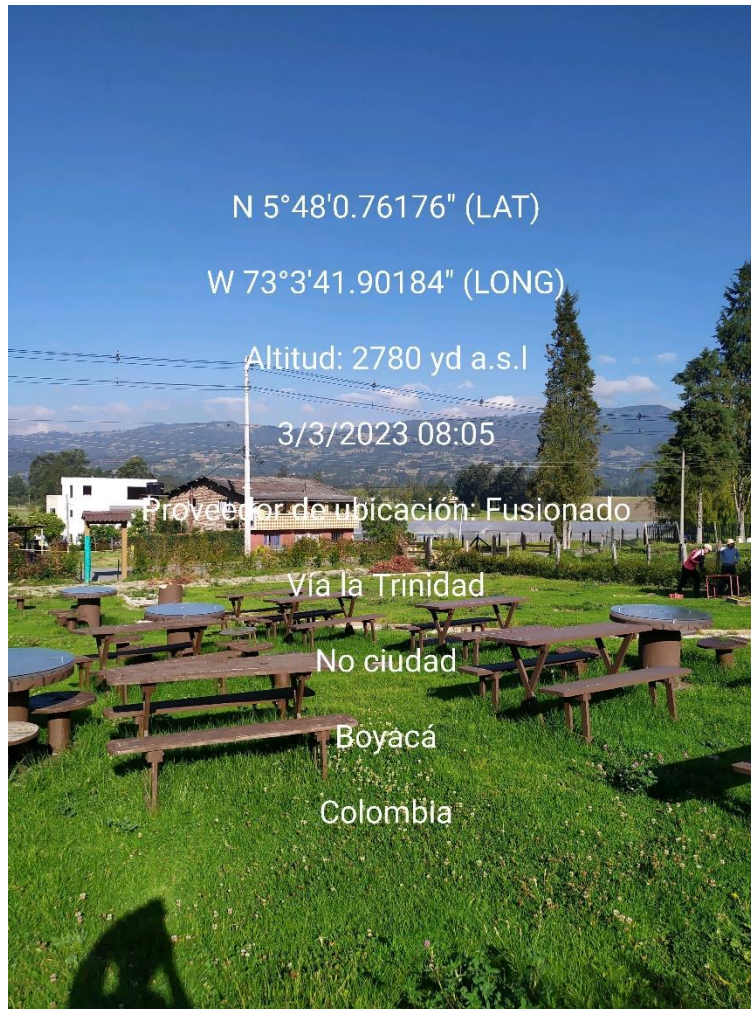 N 5°48'0.76176" (LAT)
W 73°3'41.90184" (LONG)
Altitud: 2780 yd a.s.l
3/3/2023 08:05
Proveedor de ubicación: Fusionado
Vía la Trinidad
No ciudad
Boyacá
Colombia